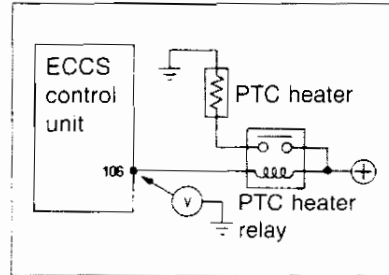 ECCS
control
unit
PTC heater
106
V
+
PTC heater
relay